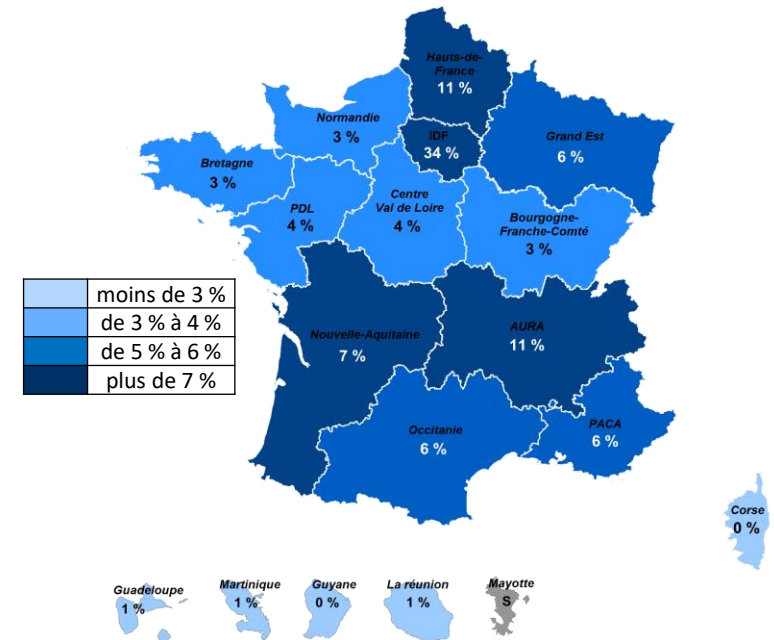 Hauts-de-
France
11 %
Normandie
3 %
IDF
34 %
Grand Est
6 %
Bretagne
3 %
PDL
4 %
Centre
Val de Loire
4 %
Bourgogne-
Franche-Comté
3 %
moins de 3 %
de 3 % à 4 %
de 5 % à 6 %
plus de 7 %
Nouvelle-Aquitaine
7 %
AURA
11 %
Occitanie
6 %
PACA
6 %
Corse
0 %
Guadeloupe
1 %
Martinique
1 %
Guyane
0 %
La réunion
1 %
Mayotte
S